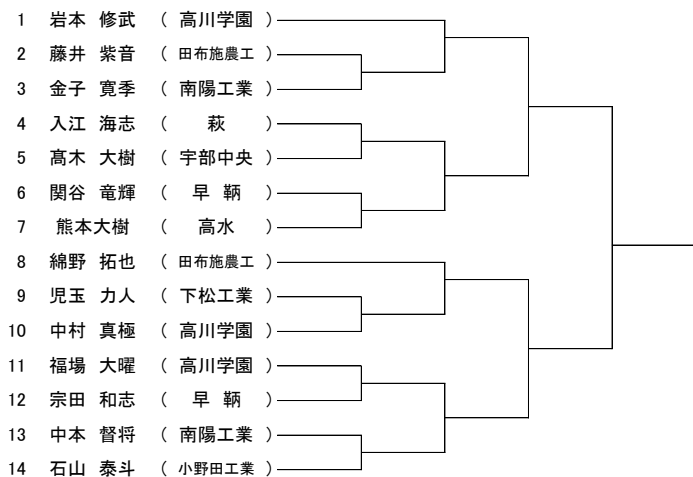 1 岩本 修武 ( 高川学園 )
2 藤井 紫音 ( 田布施農工 )
3 金子 寛季 ( 南陽工業 )
4 入江 海志 ( 萩 )
5 髙木 大樹 ( 宇部中央 )
6 関谷 竜輝 ( 早 鞆 )
7 熊本大樹 ( 高水 )
8 綿野 拓也 ( 田布施農工 )
9 児玉 力人 ( 下松工業 )
10 中村 真極 ( 高川学園 )
11 福場 大曜 ( 高川学園 )
12 宗田 和志 ( 早 鞆 )
13 中本 督将 ( 南陽工業 )
14 石山 泰斗 ( 小野田工業 )